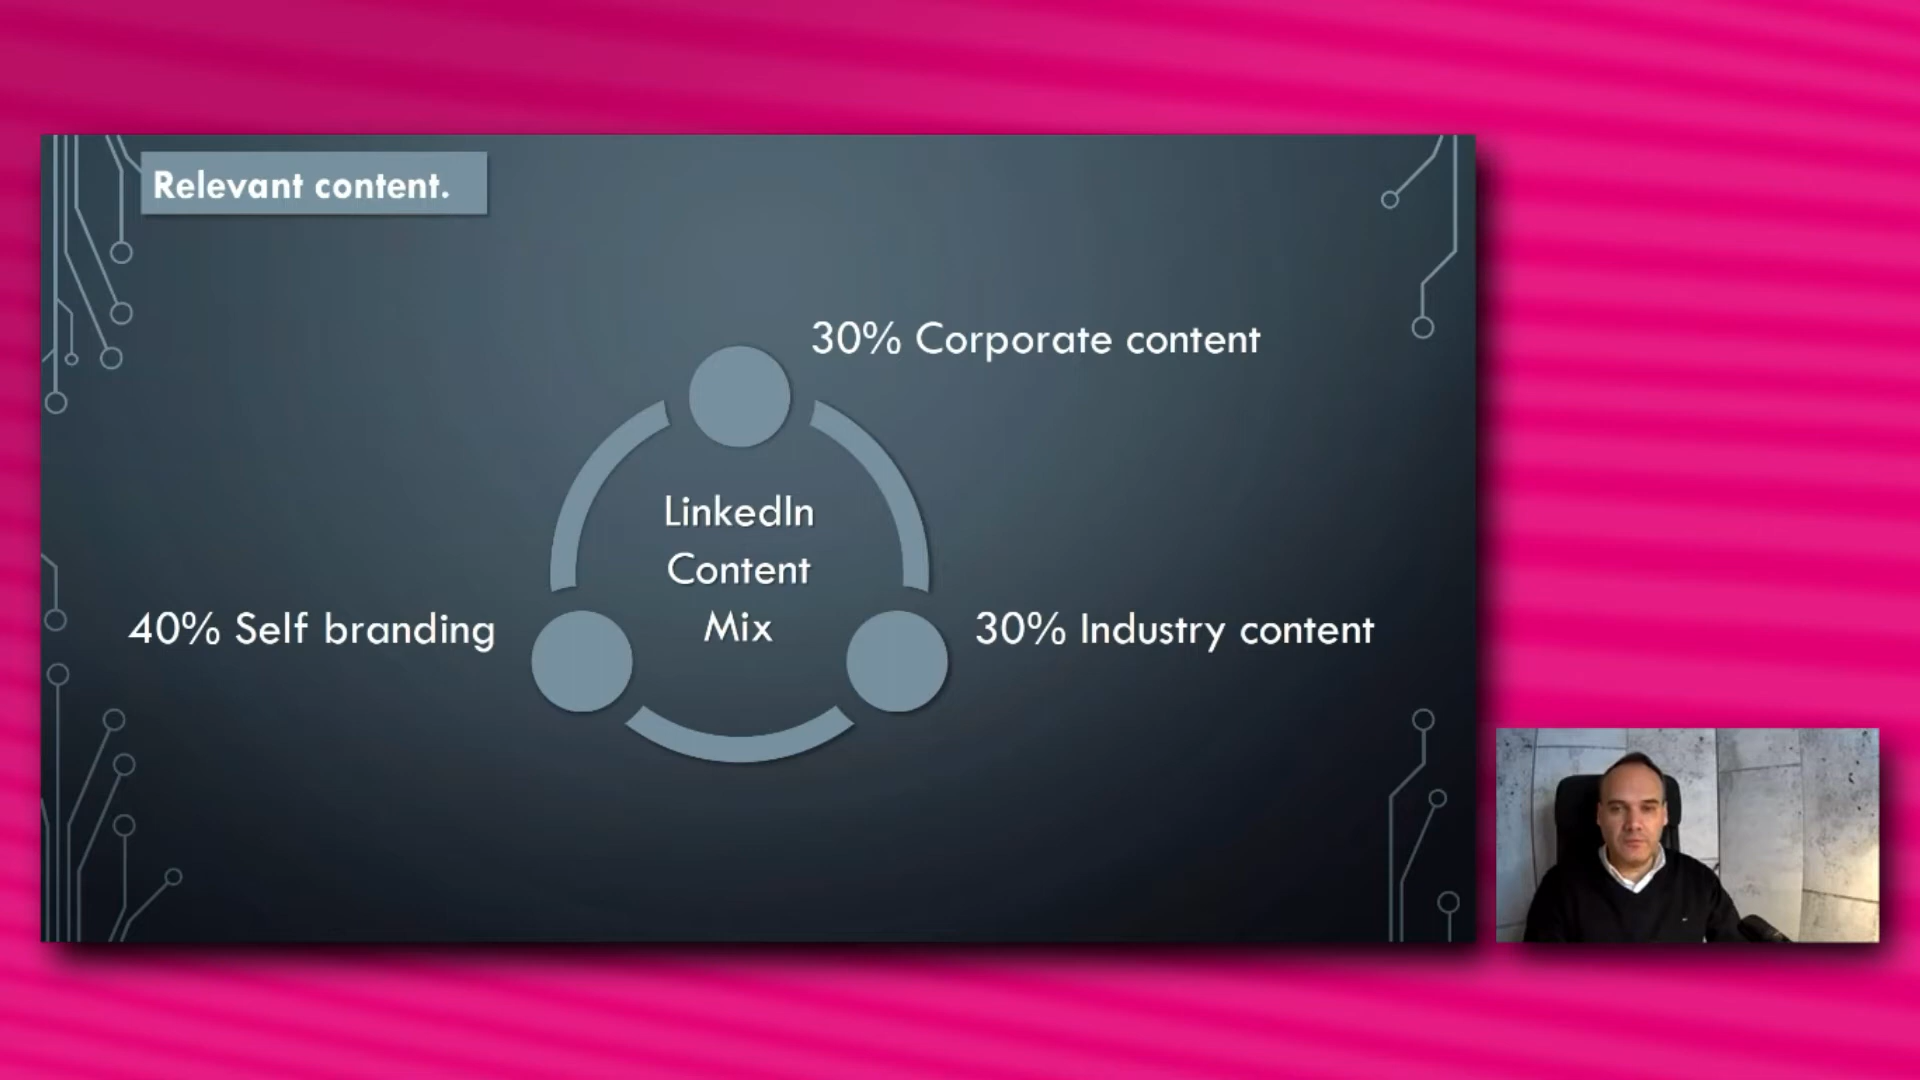 Relevant content.
30% Corporate content
LinkedIn
Content
Mix
40% Self branding
30% Industry content